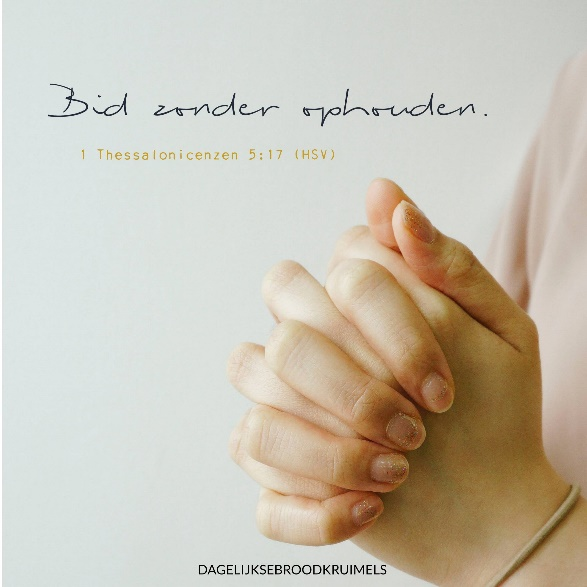 Bid zonder ophouden.
1 Thessalonicenzen 5:17 (HSV)
DAGELIJKSEBROODKRUIMELS